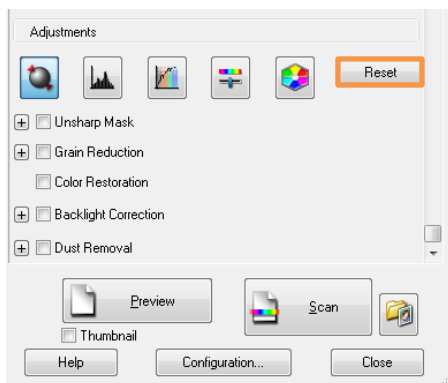 Adjustments
Reset
Unsharp Mask
Grain Reduction
Color Restoration
Backlight Correction
Dust Removal
Preview
Scan
Thumbnail
Help
Configuration...
Close